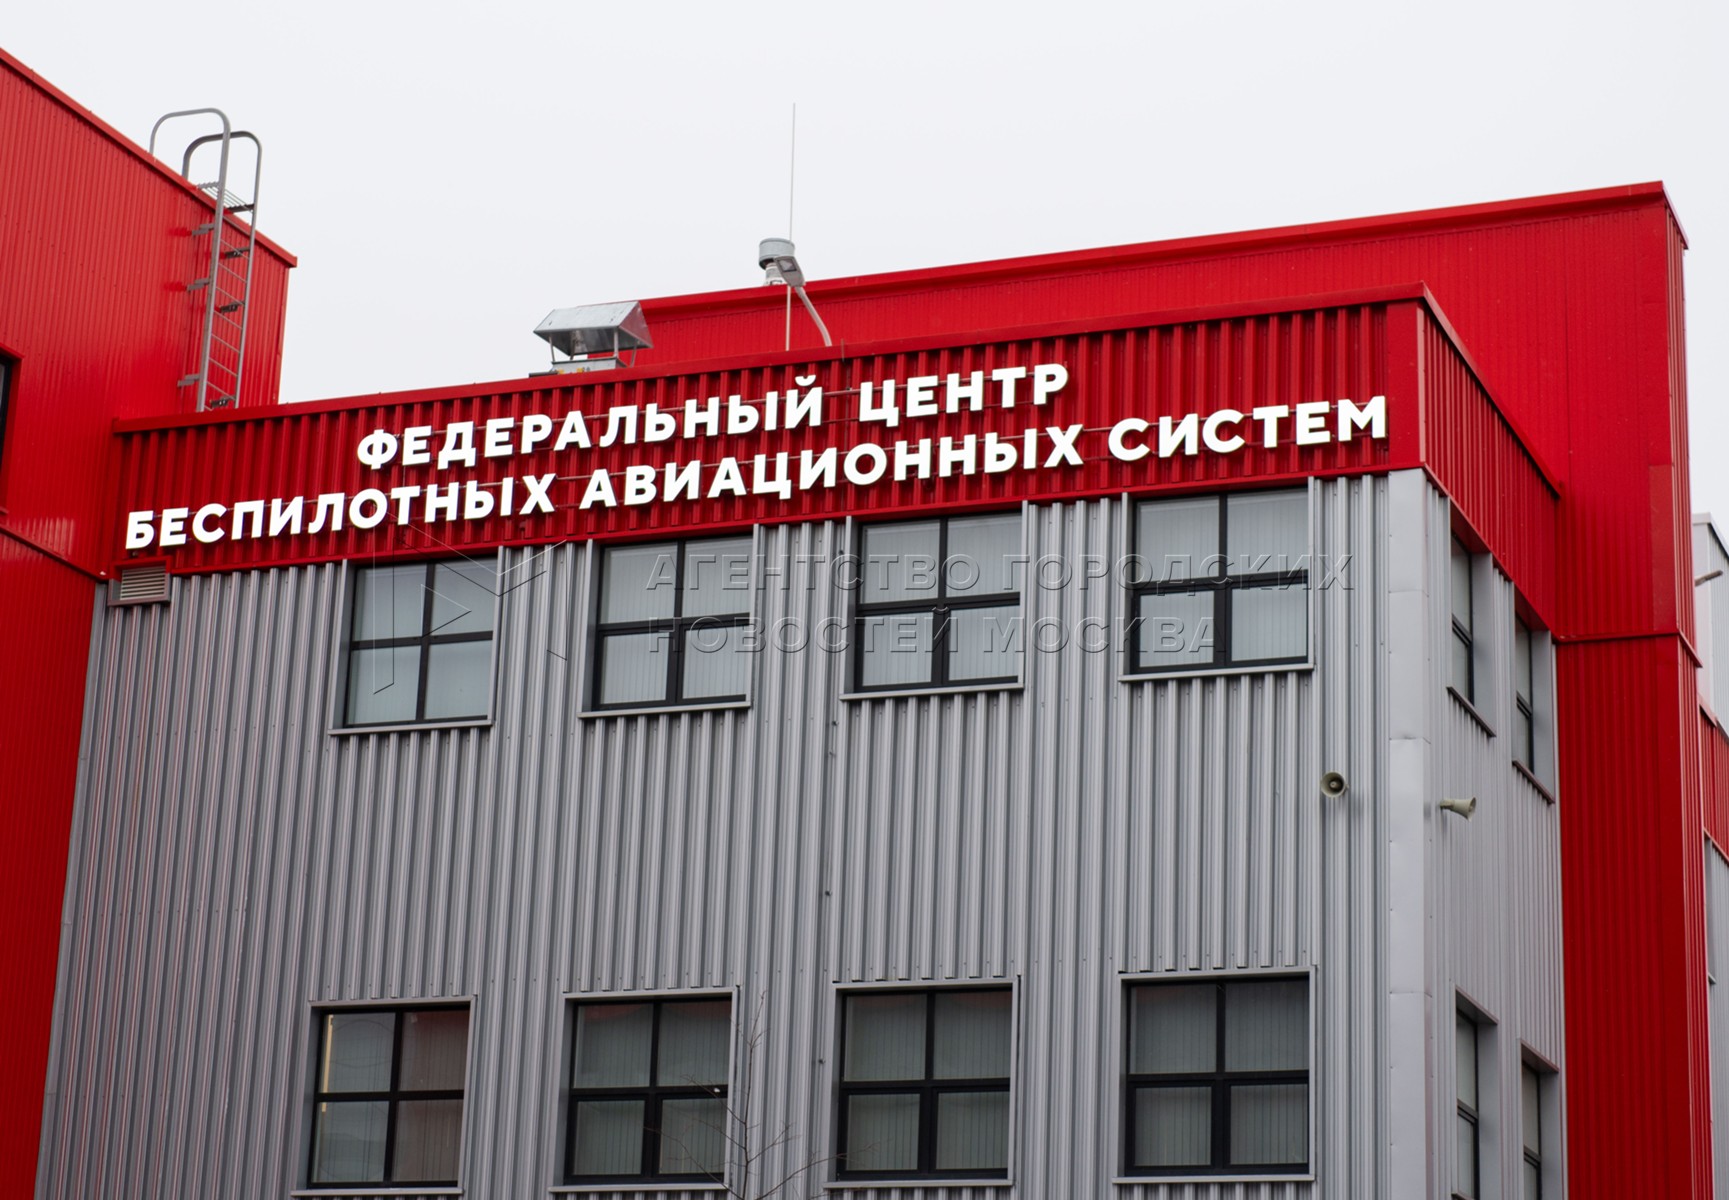 ФЕДЕРАЛЬНЫЙ ЦЕНТР
БЕСПИЛОТНЫХ АВИАЦИОННЫХ СИСТЕМ
АГЕНТСТВО ГОРОДСКИХ
НОВОСТЕЙ МОСКВА